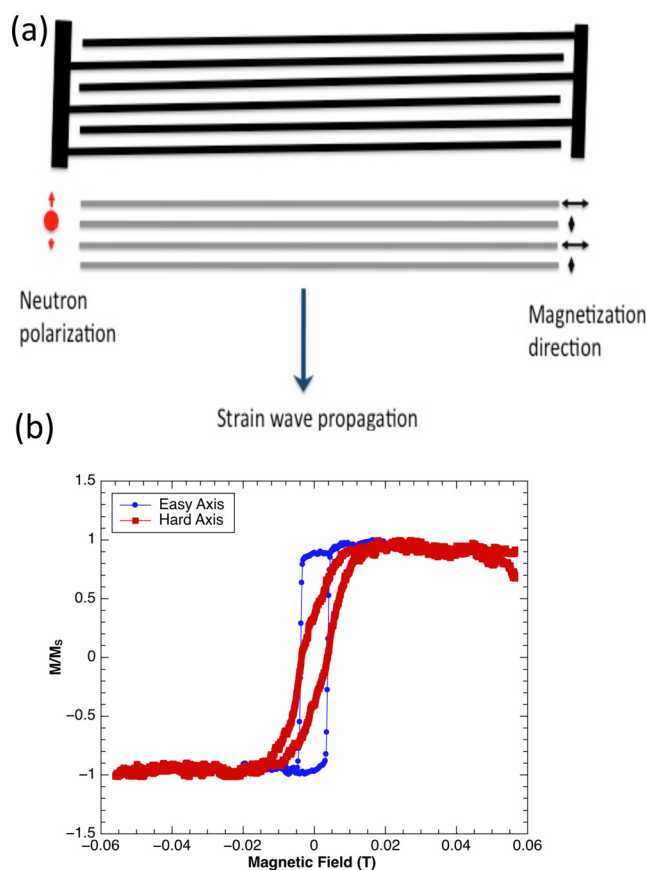 (a)
Neutron
polarization
Magnetization
direction
Strain wave propagation
(b)
1.5
1
0.5
0
−0.5
−1
−1.5
M/Ms
Easy Axis
Hard Axis
−0.06 −0.04 −0.02 0 0.02 0.04 0.06
Magnetic Field (T)